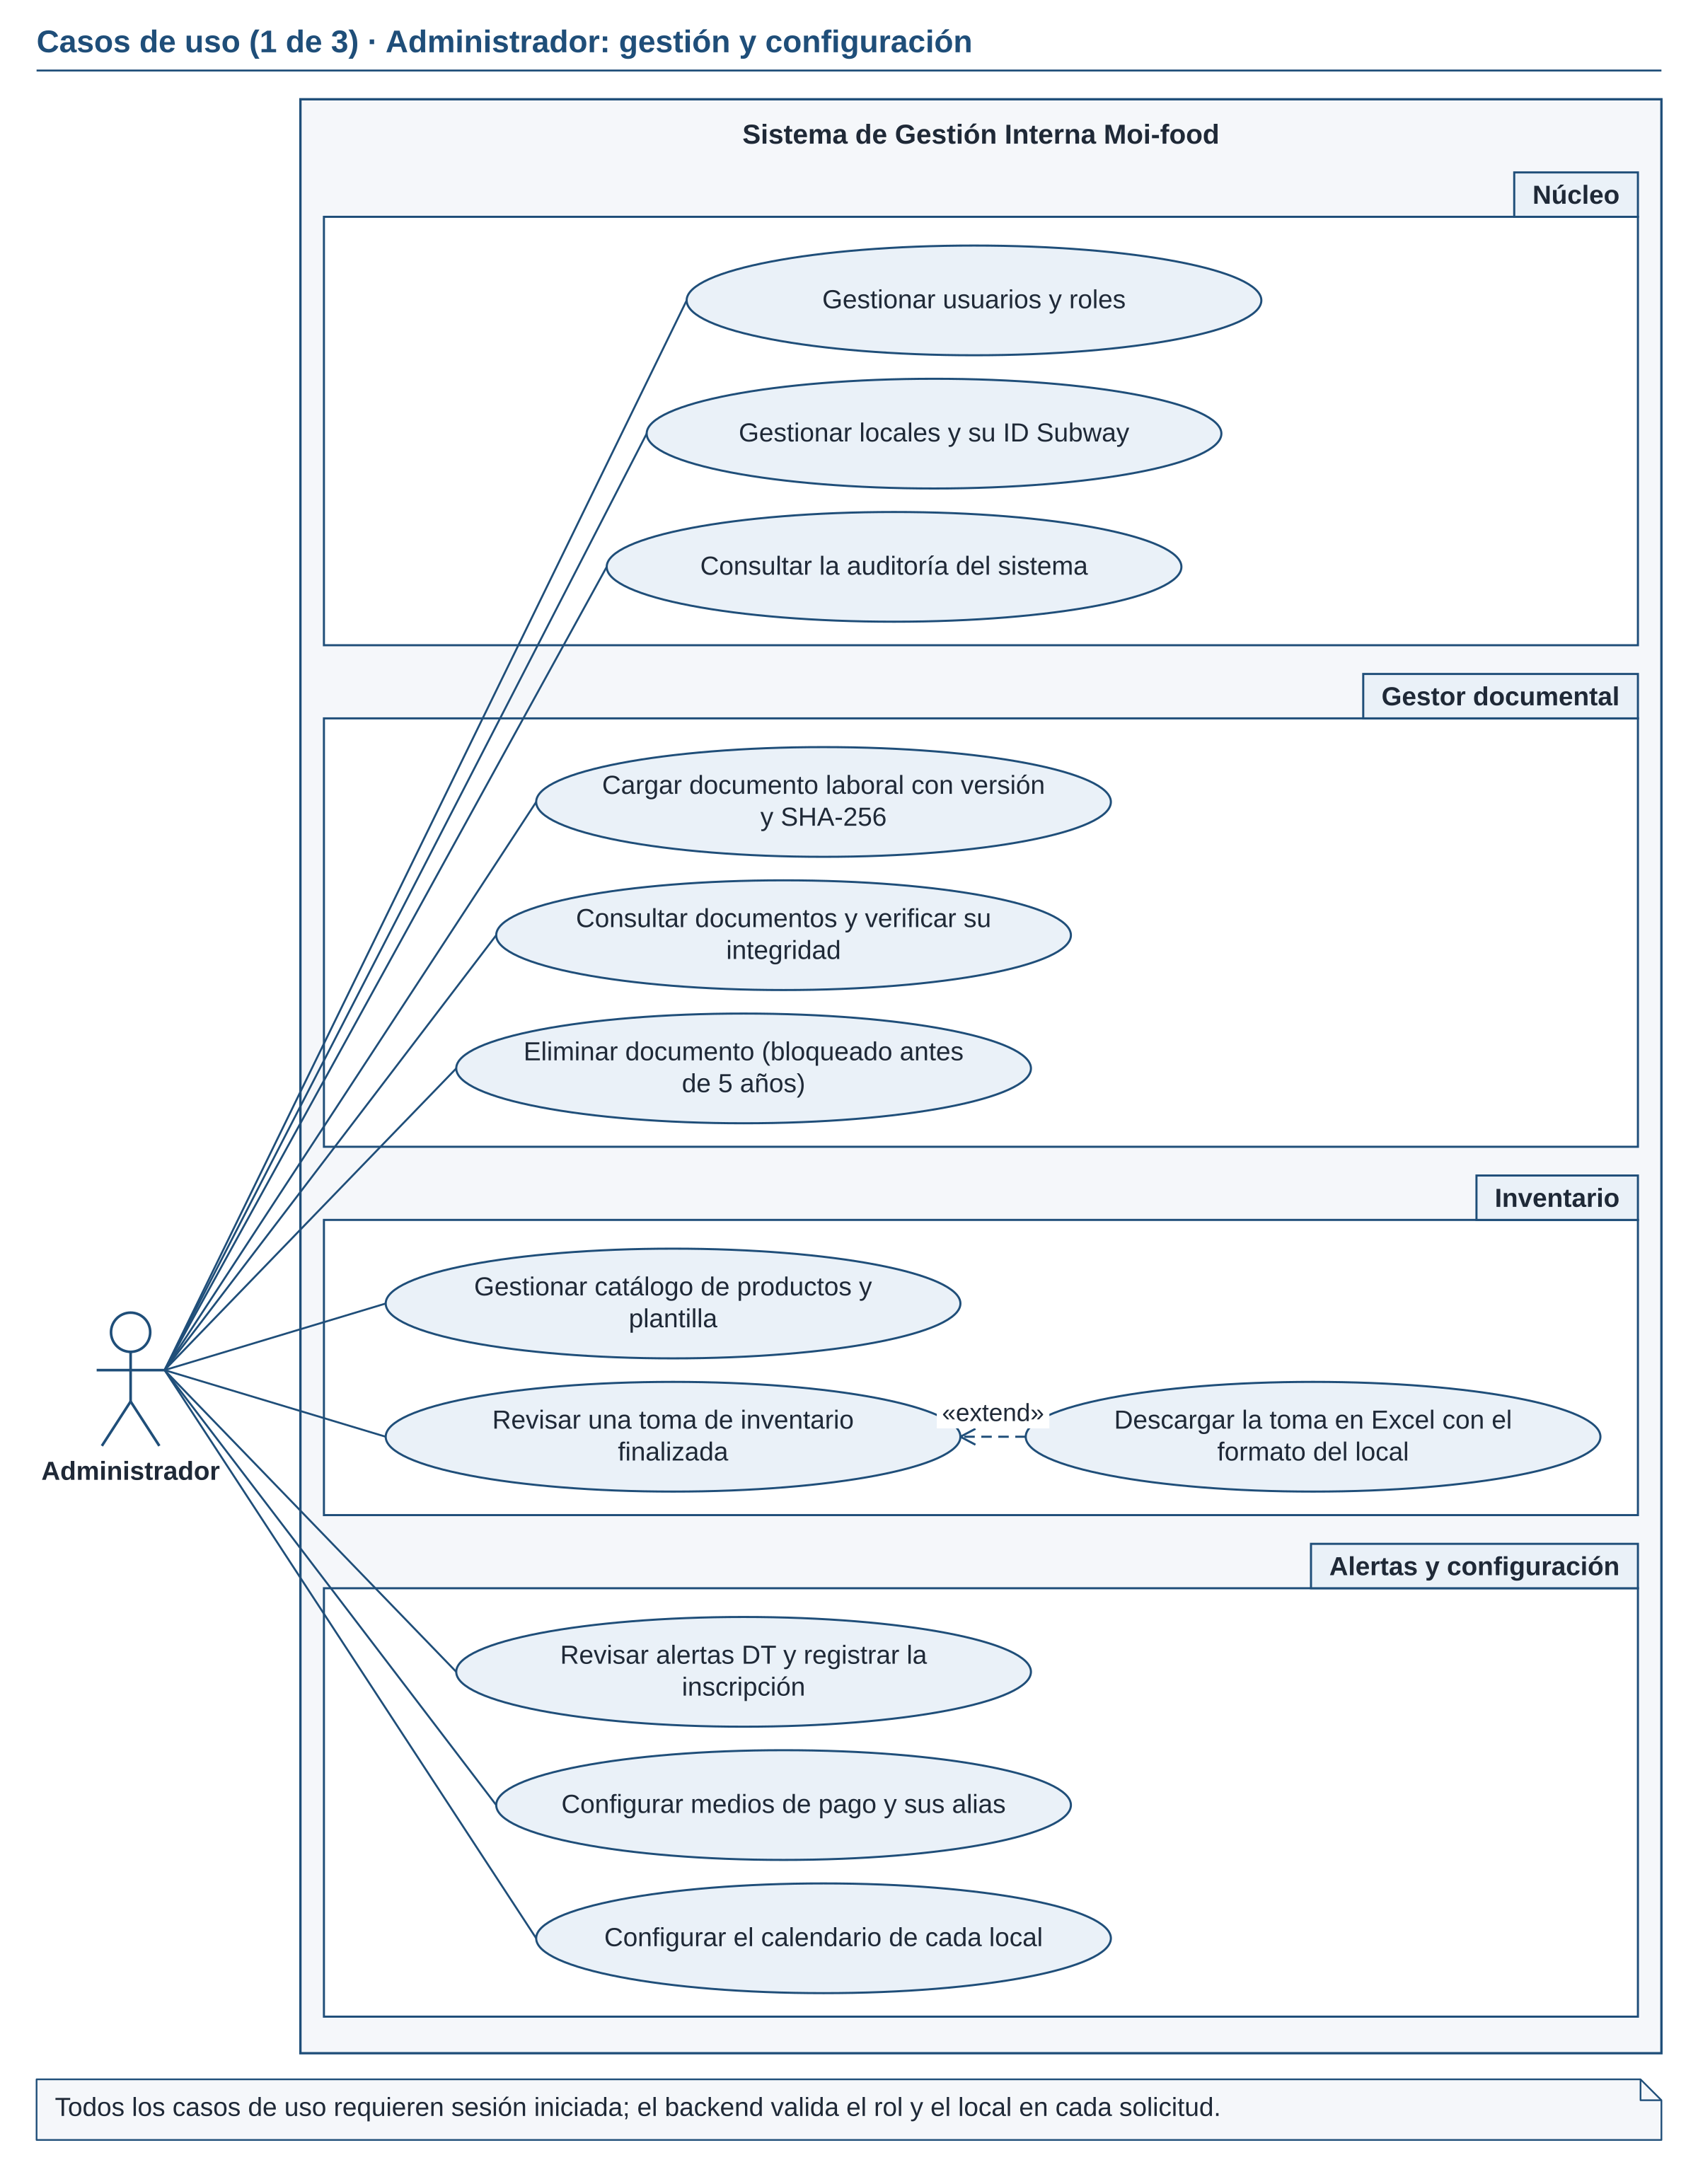 Casos de uso (1 de 3) · Administrador: gestión y configuración
Sistema de Gestión Interna Moi-food
Núcleo
Gestionar usuarios y roles
Gestionar locales y su ID Subway
Consultar la auditoría del sistema
Gestor documental
Cargar documento laboral con versión
y SHA-256
Consultar documentos y verificar su
integridad
Eliminar documento (bloqueado antes
de 5 años)
Inventario
Gestionar catálogo de productos y
plantilla
Revisar una toma de inventario
finalizada
«extend»
Descargar la toma en Excel con el
formato del local
Administrador
Alertas y configuración
Revisar alertas DT y registrar la
inscripción
Configurar medios de pago y sus alias
Configurar el calendario de cada local
Todos los casos de uso requieren sesión iniciada; el backend valida el rol y el local en cada solicitud.